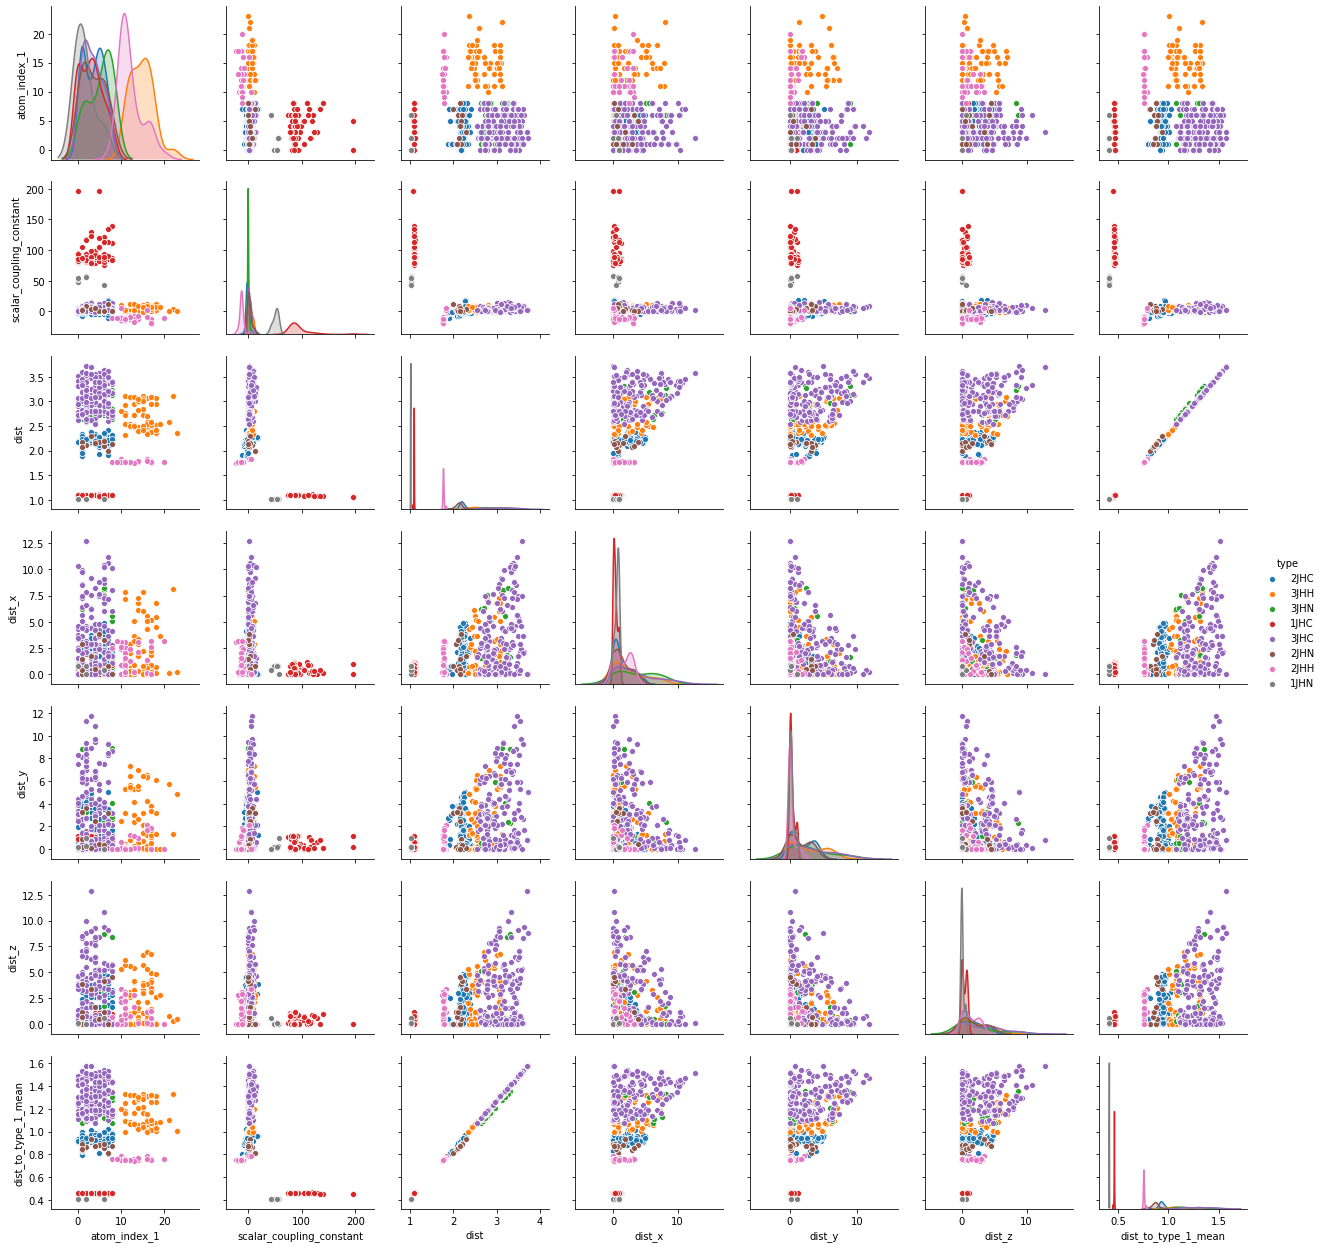 atom_index_1
20
15
10
5
0
scalar_coupling_constant
200
150
100
50
0
dist
3.5
3.0
2.5
2.0
1.5
1.0
dist_x
12.5
10.0
7.5
5.0
2.5
0.0
type
2JHC
3JHH
3JHN
1JHC
3JHC
2JHN
2JHH
1JHN
dist_y
12
10
8
6
4
2
0
dist_z
12.5
10.0
7.5
5.0
2.5
0.0
dist_to_type_1_mean
1.6
1.4
1.2
1.0
0.8
0.6
0.4
0 10 20 0 100 200 1 2 3 4 0 10 0 10 0 10 0.5 1.0 1.5
atom_index_1 scalar_coupling_constant dist dist_x dist_y dist_z dist_to_type_1_mean